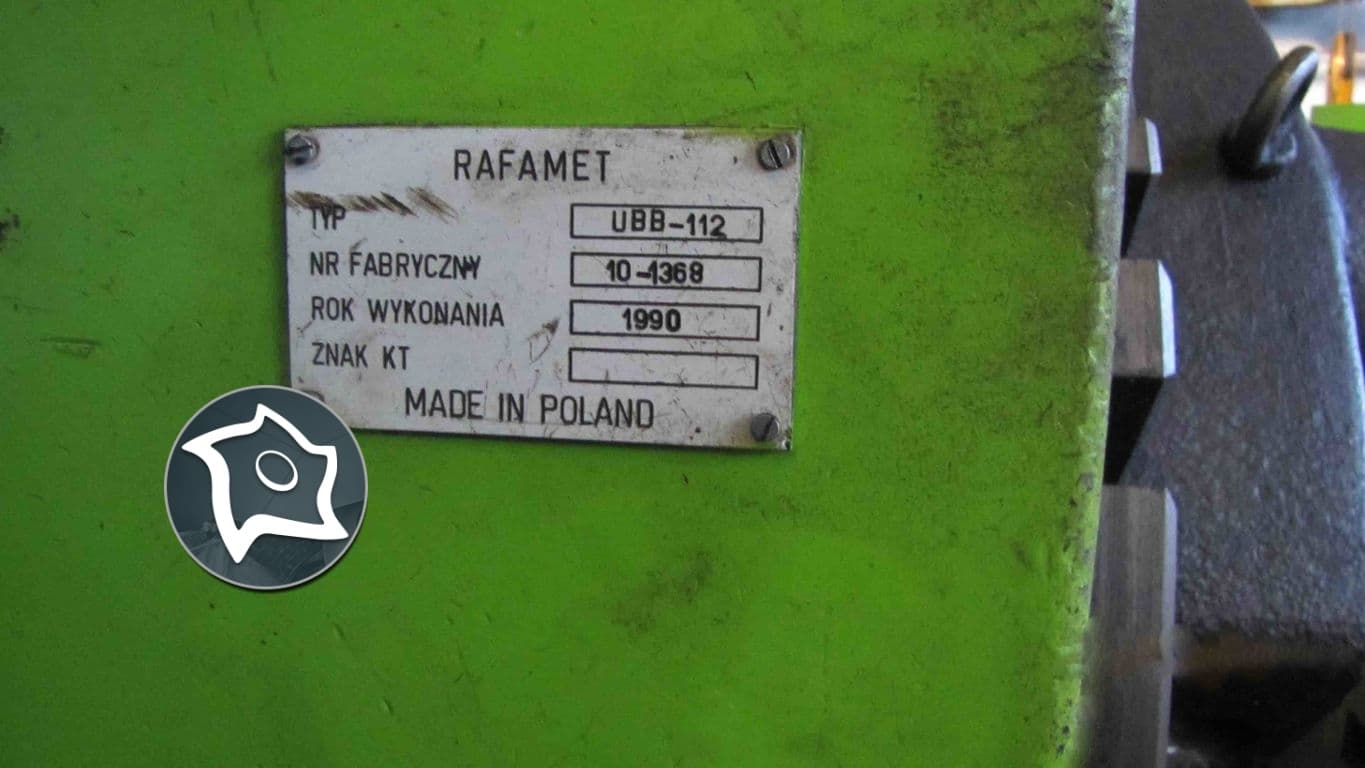 RAFAMET
TYP UBB-112
NR FABRYCZNY 10-1368
ROK WYKONANIA 1990
ZNAK KT
MADE IN POLAND